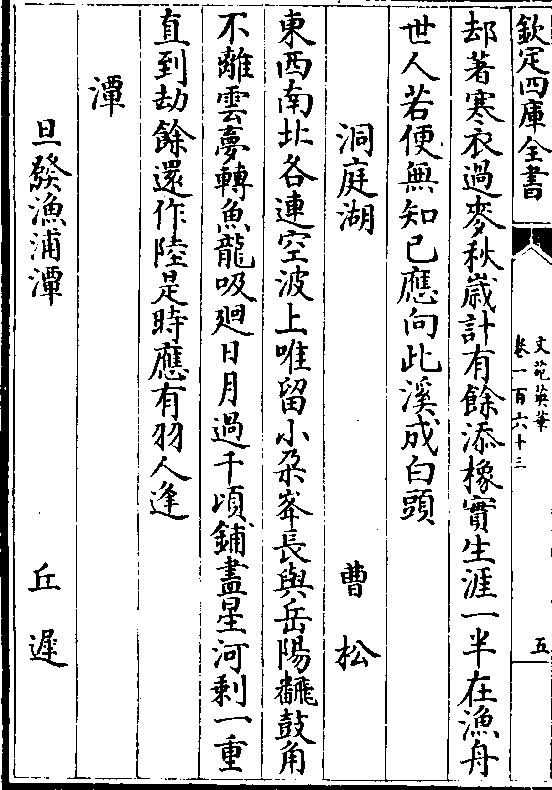 欽定四庫全書
文苑英華
卷一百六十三
五
却著寒衣過麥秋歳計有餘添橡實生涯一半在漁舟
世人若便無知己應向此溪成白頭
洞庭湖 曹松
東西南北各連空波上唯留小朶峯長與岳陽飜鼓角
不離雲夢轉魚龍吸廻日月過千頃鋪盡星河剩一重
直到劫餘還作陸是時應有羽人逢
潭
旦發漁浦潭 丘遲